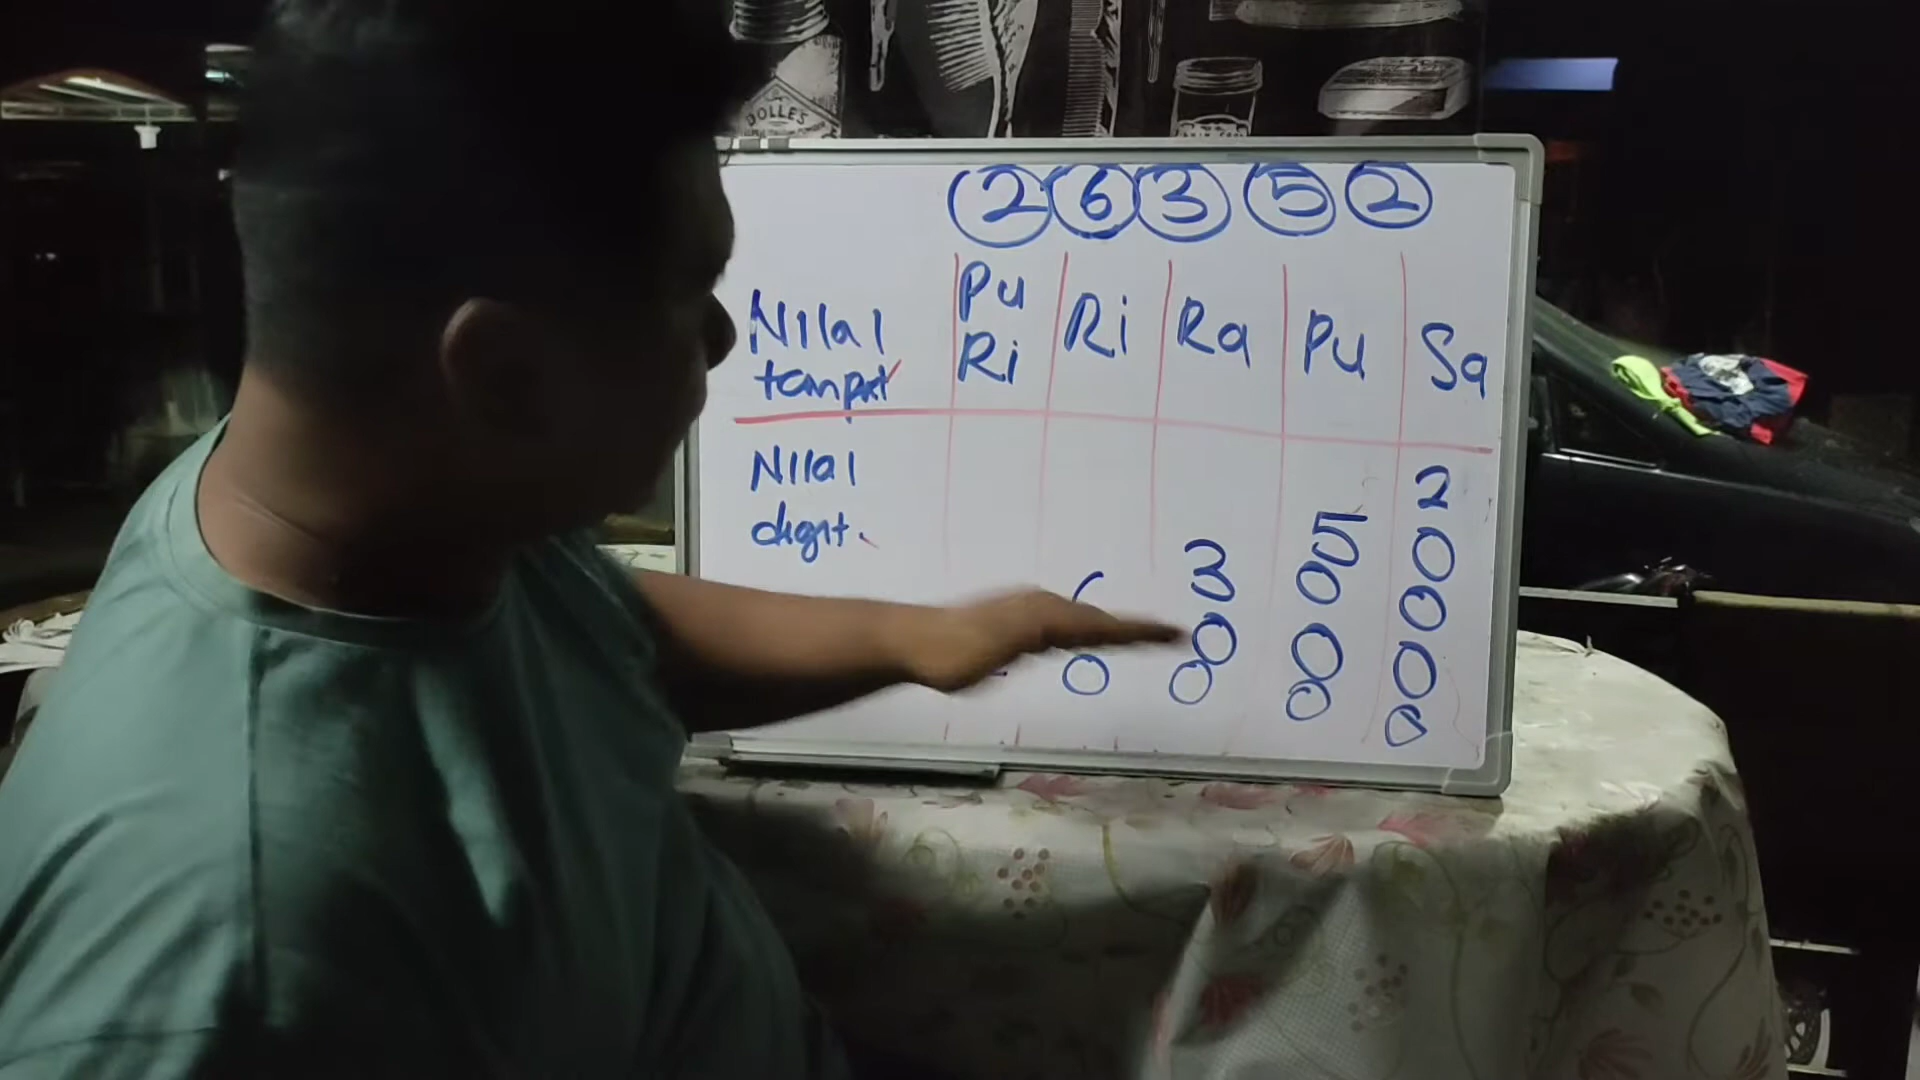 DOLLES
2 6 3 5 2
Nilai tempat Pu Ri Ri Ra Pu Sa
Nilai digit.
2
5 0
3 0 0
0 0 0
0 0 0 0